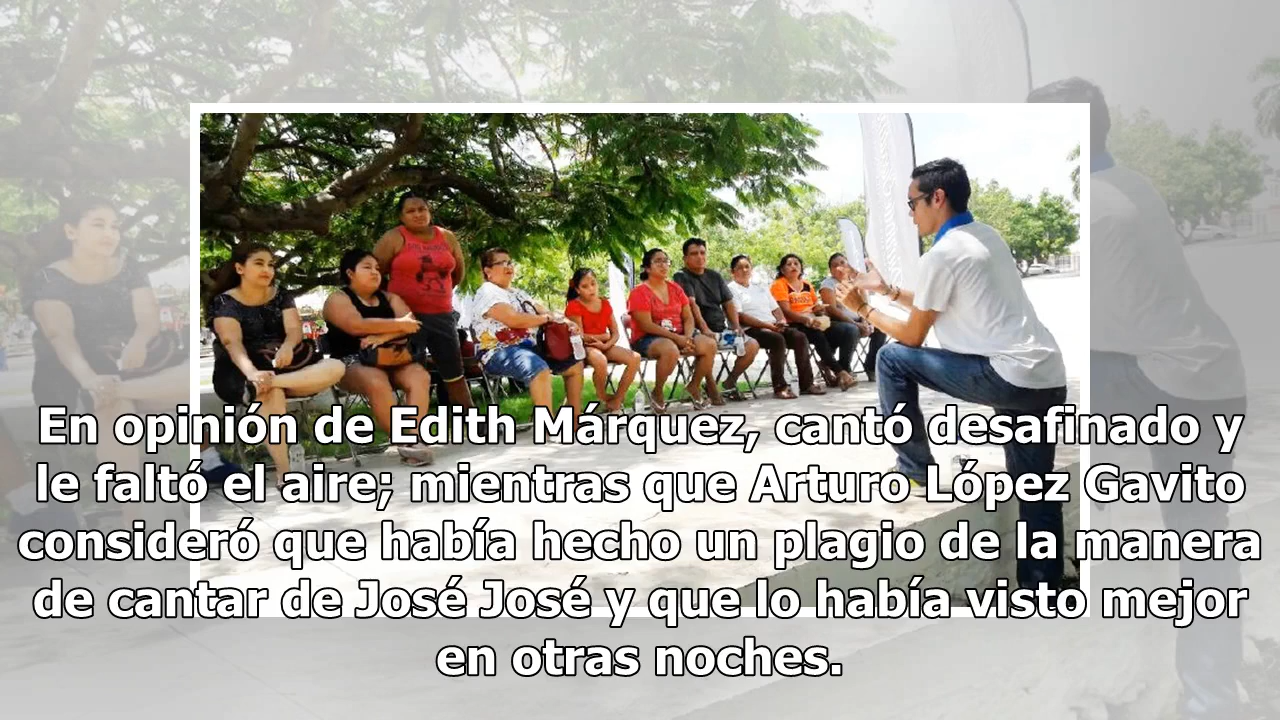 En opinión de Edith Márquez, cantó desafinado y
le faltó el aire; mientras que Arturo López Gavito
consideró que había hecho un plagio de la manera
de cantar de José José y que lo había visto mejor
en otras noches.